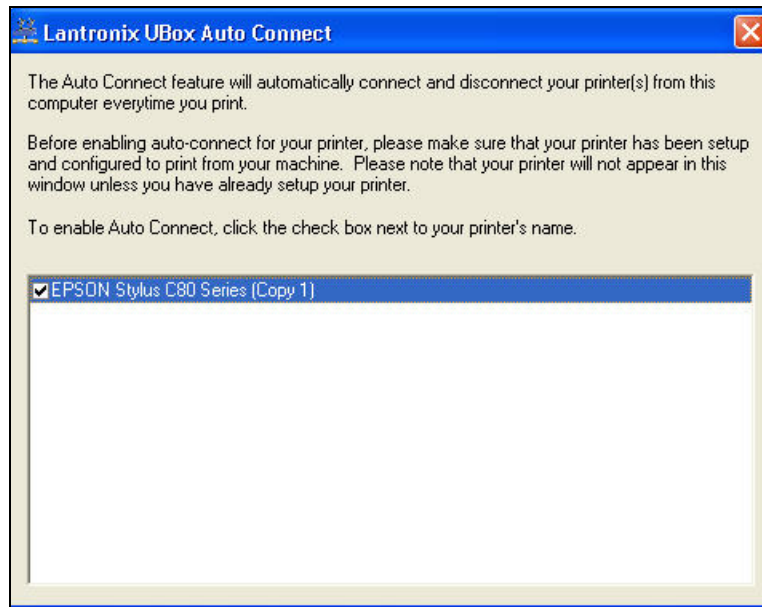 Lantronix UBox Auto Connect
The Auto Connect feature will automatically connect and disconnect your printer(s) from this
computer everytime you print.
Before enabling auto-connect for your printer, please make sure that your printer has been setup
and configured to print from your machine. Please note that your printer will not appear in this
window unless you have already setup your printer.
To enable Auto Connect, click the check box next to your printer's name.
EPSON Stylus C80 Series (Copy 1)